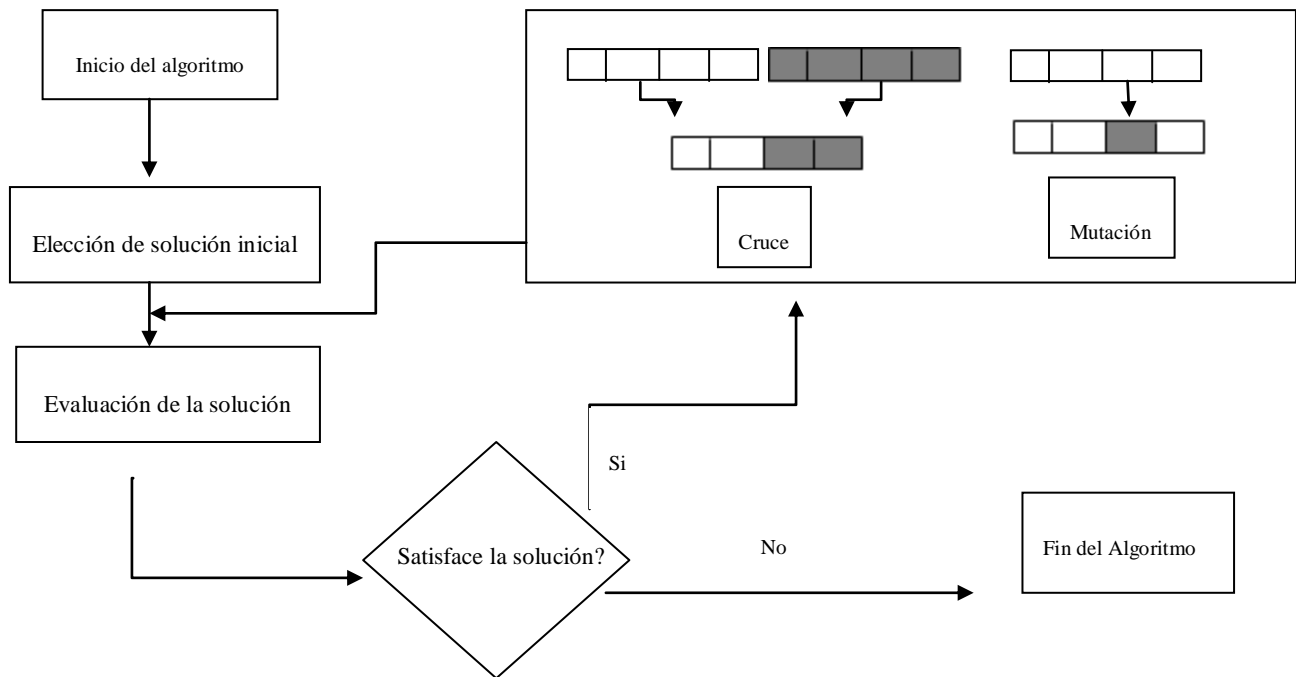 Inicio del algoritmo
Elección de solución inicial
Evaluación de la solución
Satisface la solución?
Si
No
Cruce
Mutación
Fin del Algoritmo